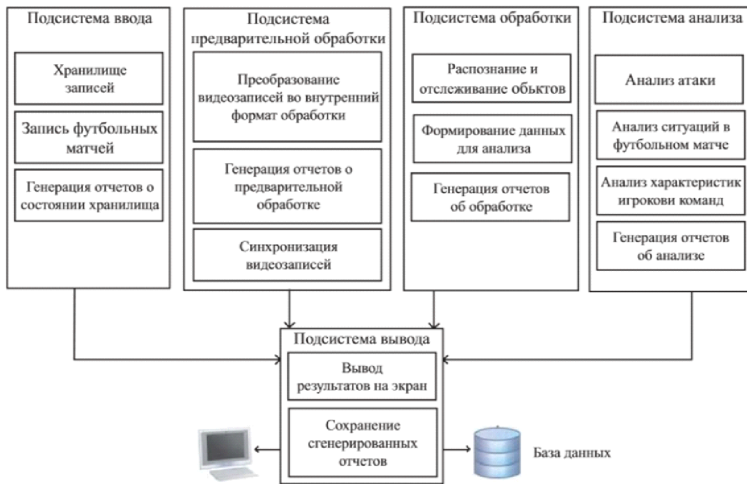 Подсистема ввода
Хранилище
записей
Запись футбольных
матчей
Генерация отчетов о
состоянии хранилища
Подсистема
предварительной обработки
Преобразование
видеозаписей во внутренний
формат обработки
Генерация отчетов о
предварительной
обработке
Синхронизация
видеозаписей
Подсистема обработки
Распознание и
отслеживание обьктов
Формирование данных
для анализа
Генерация отчетов
об обработке
Подсистема анализа
Анализ атаки
Анализ ситуаций в
футбольном матче
Анализ характеристик
игрокови команд
Генерация отчетов
об анализе
Подсистема вывода
Вывод
результатов на экран
Сохранение
сгенерированных
отчетов
База данных